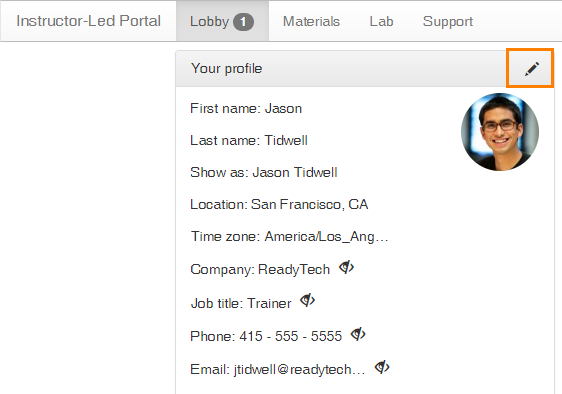 Instructor-Led Portal Lobby 1 Materials Lab Support
Your profile
First name: Jason
Last name: Tidwell
Show as: Jason Tidwell
Location: San Francisco, CA
Time zone: America/Los_Ang...
Company: ReadyTech
Job title: Trainer
Phone: 415 - 555 - 5555
Email: jtidwell@readytech...